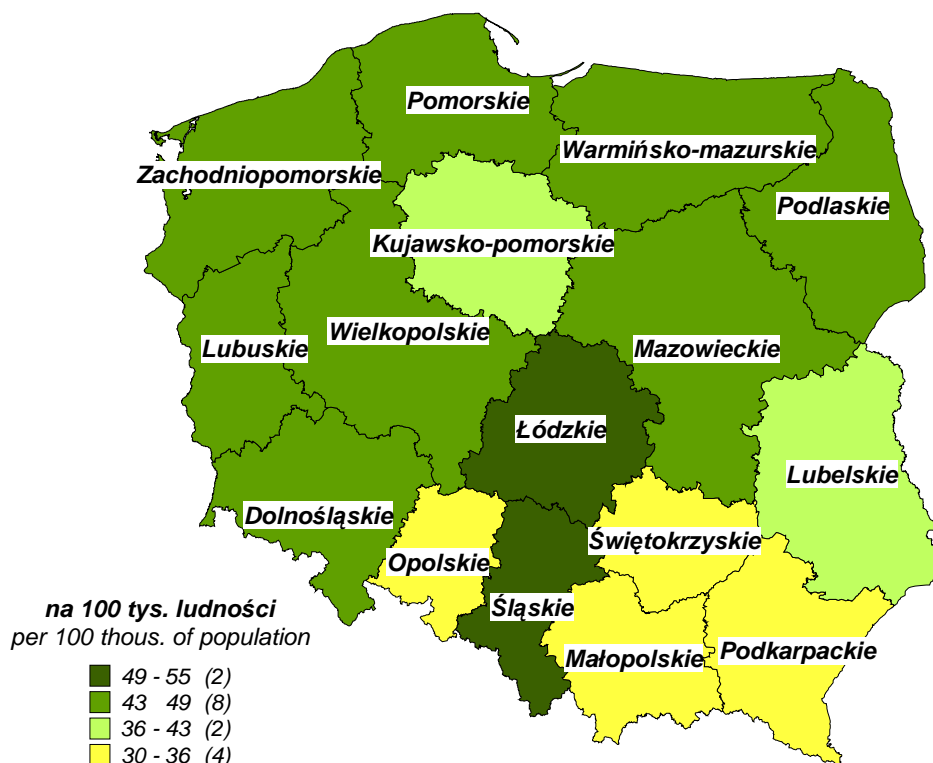 Pomorskie
Warmińsko-mazurskie
Zachodniopomorskie
Podlaskie
Kujawsko-pomorskie
Wielkopolskie
Lubuskie
Mazowieckie
Łódzkie
Lubelskie
Dolnośląskie
Świętokrzyskie
Opolskie
Śląskie
Małopolskie
Podkarpackie
na 100 tys. ludności
per 100 thous. of population
49 - 55 (2)
43 49 (8)
36 - 43 (2)
30 - 36 (4)